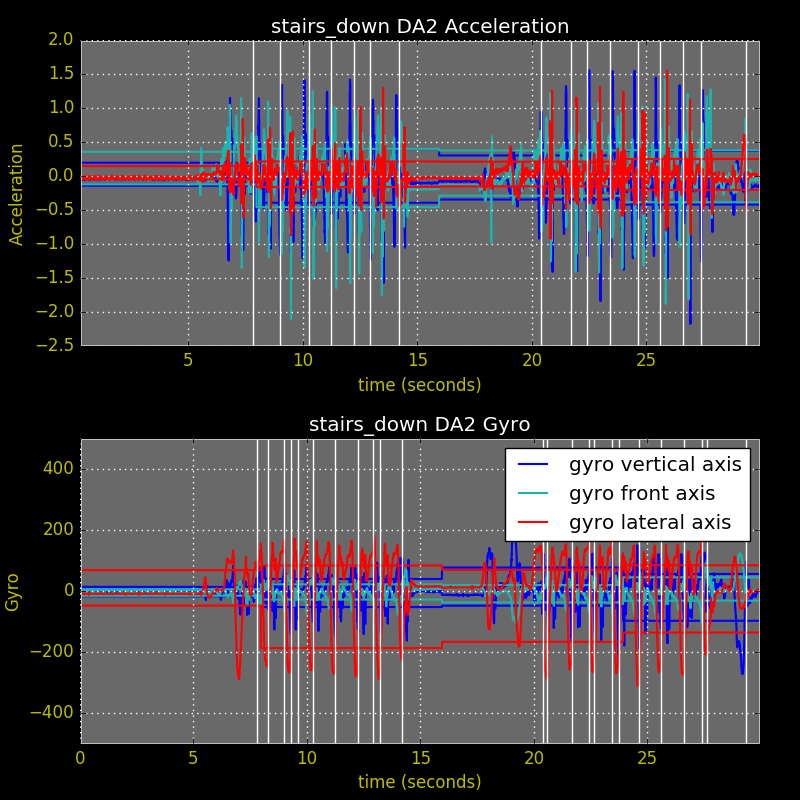 stairs_down DA2 Acceleration
2.0
1.5
1.0
0.5
0.0
−0.5
−1.0
−1.5
−2.0
−2.5
Acceleration
5 10 15 20 25
time (seconds)
stairs_down DA2 Gyro
400
200
0
−200
−400
Gyro
gyro vertical axis
gyro front axis
gyro lateral axis
0 5 10 15 20 25
time (seconds)